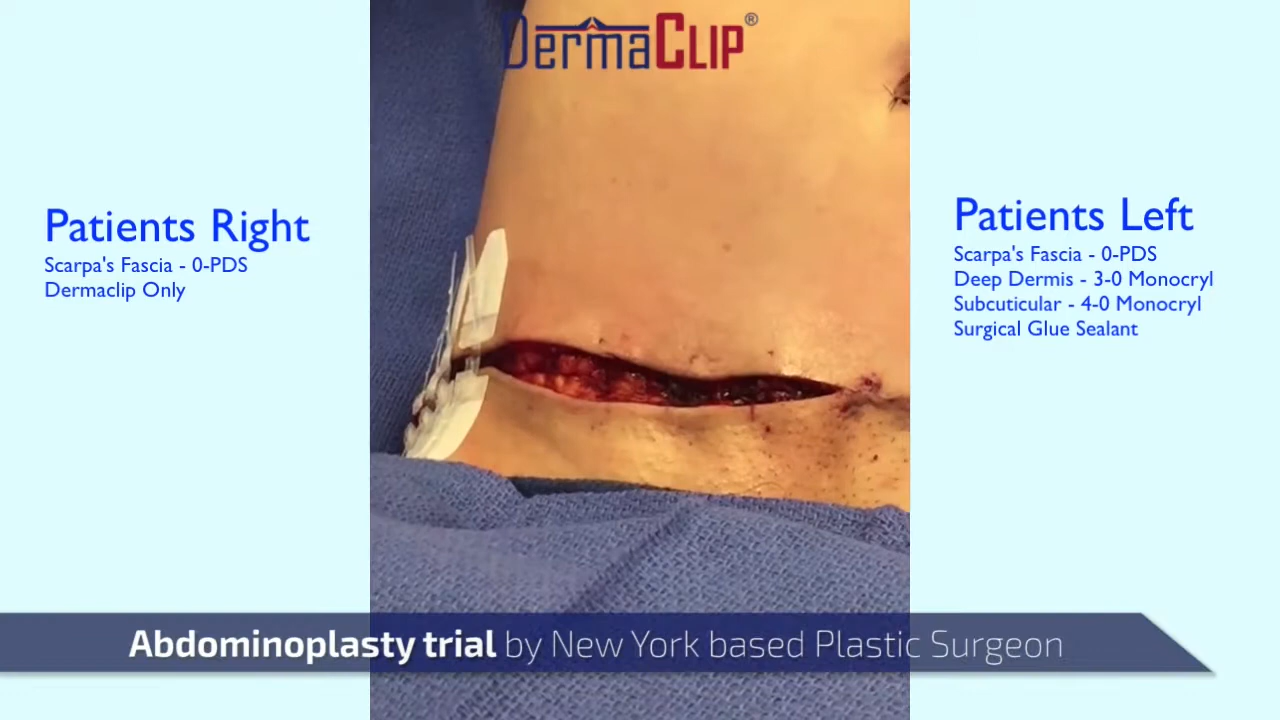 DermaClip®
Patients Right
Scarpa's Fascia - 0-PDS
Dermaclip Only
Patients Left
Scarpa's Fascia - 0-PDS
Deep Dermis - 3-0 Monocryl
Subcuticular - 4-0 Monocryl
Surgical Glue Sealant
Abdominoplasty trial by New York based Plastic Surgeon